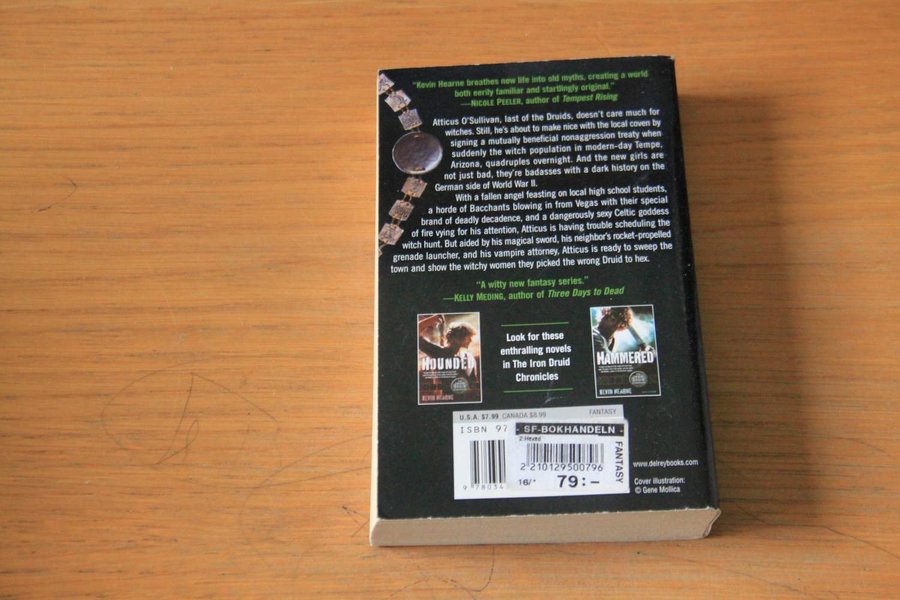 “Kevin Hearne breathes new life into old myths, creating a world
both eerily familiar and startlingly original.”
—NICOLE PEELER, author of Tempest Rising
Atticus O’Sullivan, last of the Druids, doesn’t care much for
witches. Still, he’s about to make nice with the local coven by
signing a mutually beneficial nonaggression treaty when
suddenly the witch population in modern-day Tempe,
Arizona, quadruples overnight. And the new girls are
not just bad, they’re badasses with a dark history on the
German side of World War II.
With a fallen angel feasting on local high school students,
a horde of Bacchants blowing in from Vegas with their special
brand of deadly decadence, and a dangerously sexy Celtic goddess
of fire vying for his attention, Atticus is having trouble scheduling the
witch hunt. But aided by his magical sword, his neighbor’s rocket-propelled
grenade launcher, and his vampire attorney, Atticus is ready to sweep the
town and show the witchy women they picked the wrong Druid to hex.
“A witty new fantasy series.”
—KELLY MEDING, author of Three Days to Dead
HOUNDED
KEVIN HEARNE
Look for these
enthralling novels
in The Iron Druid
Chronicles
HAMMERED
KEVIN HEARNE
U.S.A. $7.99 CANADA $8.99
FANTASY
ISBN 97
SF-BOKHANDELN
2:Hexed
2 210129500796
16/*
79:-
FANTASY
9 78034
www.delreybooks.com
Cover illustration:
© Gene Mollica